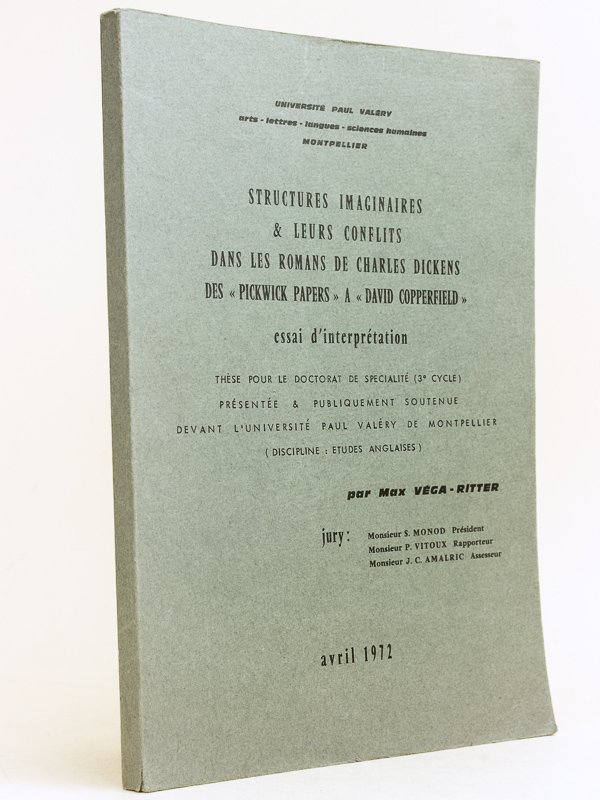 UNIVERSITÉ PAUL VALÉRY
arts - lettres - langues - sciences humaines
MONTPELLIER
STRUCTURES IMAGINAIRES
& LEURS CONFLITS
DANS LES ROMANS DE CHARLES DICKENS
DES « PICKWICK PAPERS » A « DAVID COPPERFIELD »
essai d'interprétation
THÈSE POUR LE DOCTORAT DE SPECIALITÉ (3e CYCLE)
PRÉSENTÉE & PUBLIQUEMENT SOUTENUE
DEVANT L'UNIVERSITÉ PAUL VALÉRY DE MONTPELLIER
( DISCIPLINE : ETUDES ANGLAISES )
par Max VÉGA - RITTER
jury :
Monsieur S. MONOD Président
Monsieur P. VITOUX Rapporteur
Monsieur J. C. AMALRIC Assesseur
avril 1972